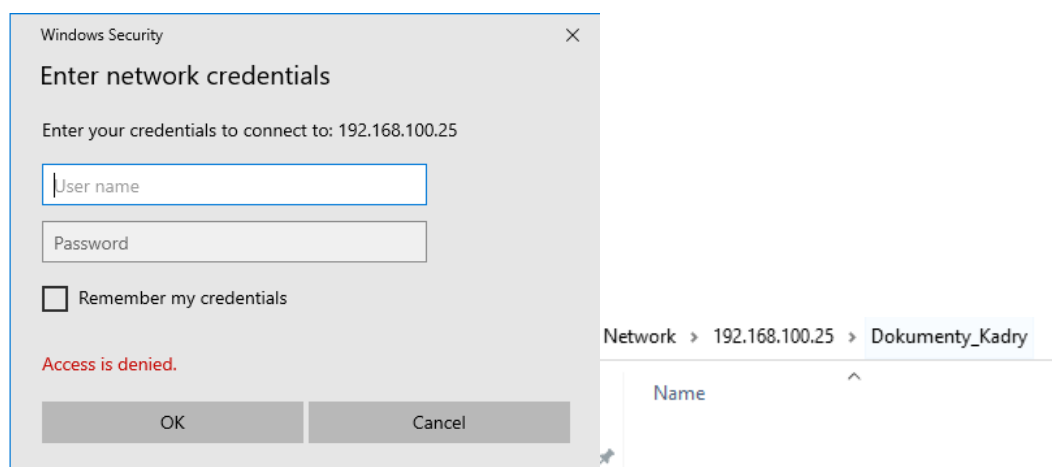 Windows Security
Enter network credentials
Enter your credentials to connect to: 192.168.100.25
User name
Password
Remember my credentials
Access is denied.
OK Cancel
Network > 192.168.100.25 > Dokumenty_Kadry
Name